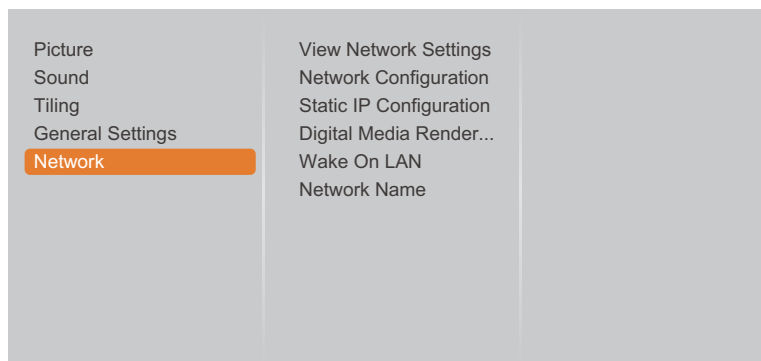 Picture
Sound
Tiling
General Settings
Network
View Network Settings
Network Configuration
Static IP Configuration
Digital Media Render...
Wake On LAN
Network Name